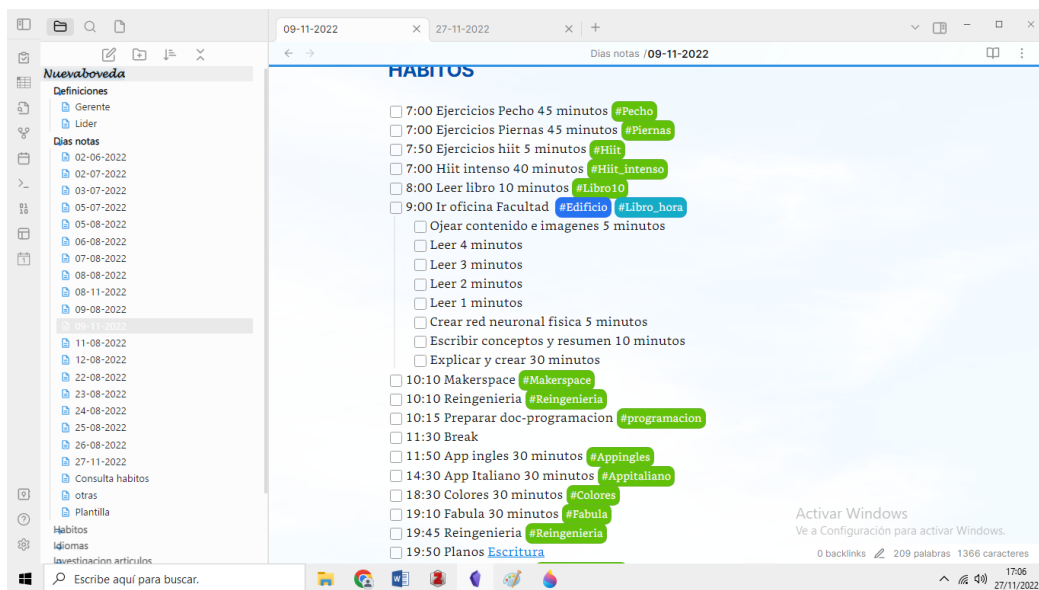 09-11-2022
27-11-2022
Dias notas / 09-11-2022
Nuevaboveda
Definiciones
Gerente
Lider
Dias notas
02-06-2022
02-07-2022
03-07-2022
05-07-2022
05-08-2022
06-08-2022
07-08-2022
08-08-2022
08-11-2022
09-08-2022
09-11-2022
11-08-2022
12-08-2022
22-08-2022
23-08-2022
24-08-2022
25-08-2022
26-08-2022
27-11-2022
Consulta habitos
otras
Plantilla
Habitos
Idiomas
Investigacion articulos
HABITOS
7:00 Ejercicios Pecho 45 minutos #Pecho
7:00 Ejercicios Piernas 45 minutos #Piernas
7:50 Ejercicios hiit 5 minutos #Hiit
7:00 Hiit intenso 40 minutos #Hiit_intenso
8:00 Leer libro 10 minutos #Libro10
9:00 Ir oficina Facultad #Edificio #Libro_hora
Ojear contenido e imagenes 5 minutos
Leer 4 minutos
Leer 3 minutos
Leer 2 minutos
Leer 1 minutos
Crear red neuronal fisica 5 minutos
Escribir conceptos y resumen 10 minutos
Explicar y crear 30 minutos
10:10 Makerspace #Makerspace
10:10 Reingenieria #Reingenieria
10:15 Preparar doc-programacion #programacion
11:30 Break
11:50 App ingles 30 minutos #Appingles
14:30 App Italiano 30 minutos #Appitaliano
18:30 Colores 30 minutos #Colores
19:10 Fabula 30 minutos #Fabula
19:45 Reingenieria #Reingenieria
19:50 Planos Escritura
Activar Windows
Ve a Configuración para activar Windows.
0 backlinks 209 palabras 1366 caracteres
Escribe aquí para buscar.
17:06
27/11/2022